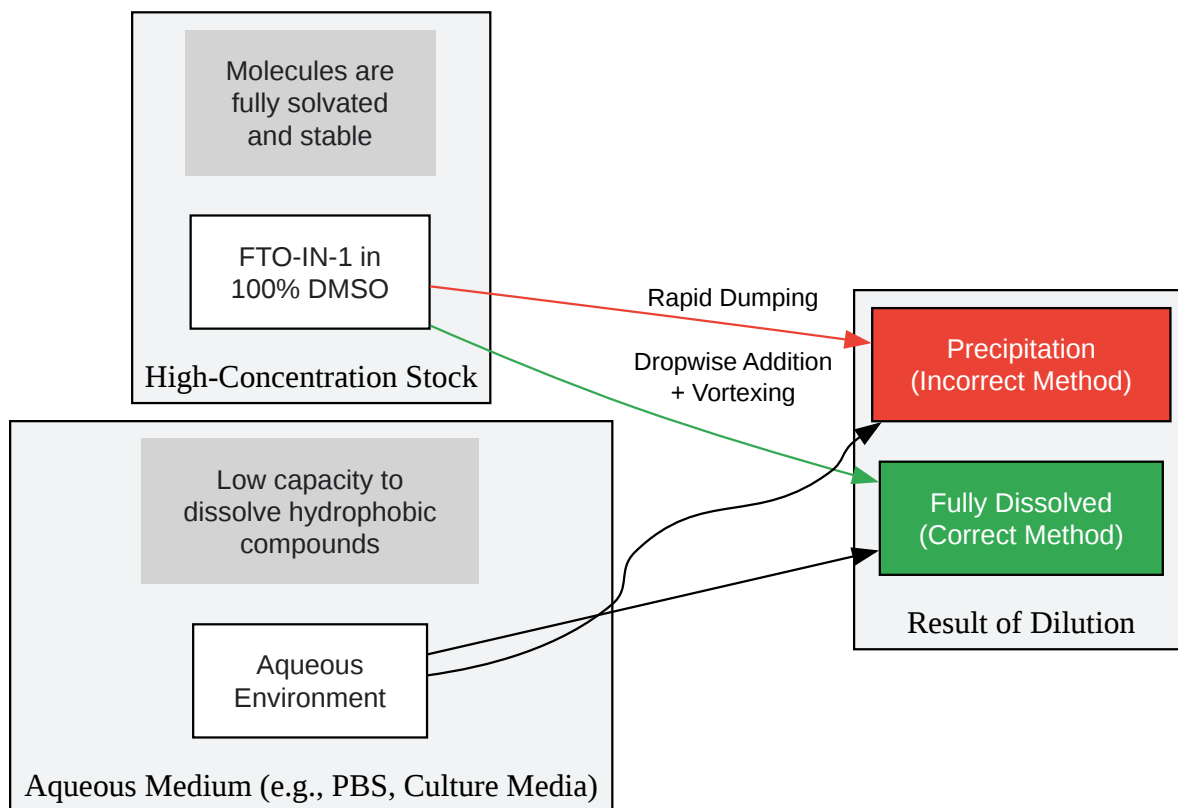 Molecules are
fully solvated
and stable
FTO-IN-1 in
100% DMSO
High-Concentration Stock
Rapid Dumping
Dropwise Addition
+ Vortexing
Precipitation
(Incorrect Method)
Fully Dissolved
(Correct Method)
Result of Dilution
Low capacity to
dissolve hydrophobic
compounds
Aqueous
Environment
Aqueous Medium (e.g., PBS, Culture Media)